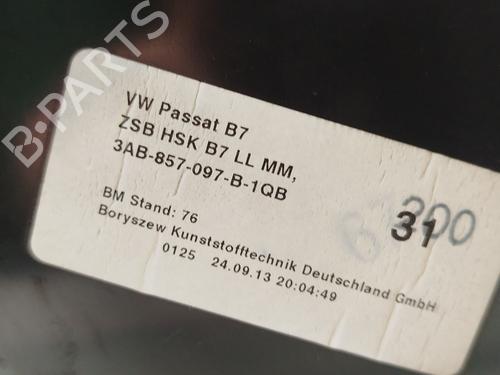 B-PARTS
VW Passat B7
ZSB HSK B7 LL MM,
3AB-857-097-B-1QB
BM Stand: 76
31
Boryszew Kunststofftechnik Deutschland GmbH
0125 24.09.13 20:04:49